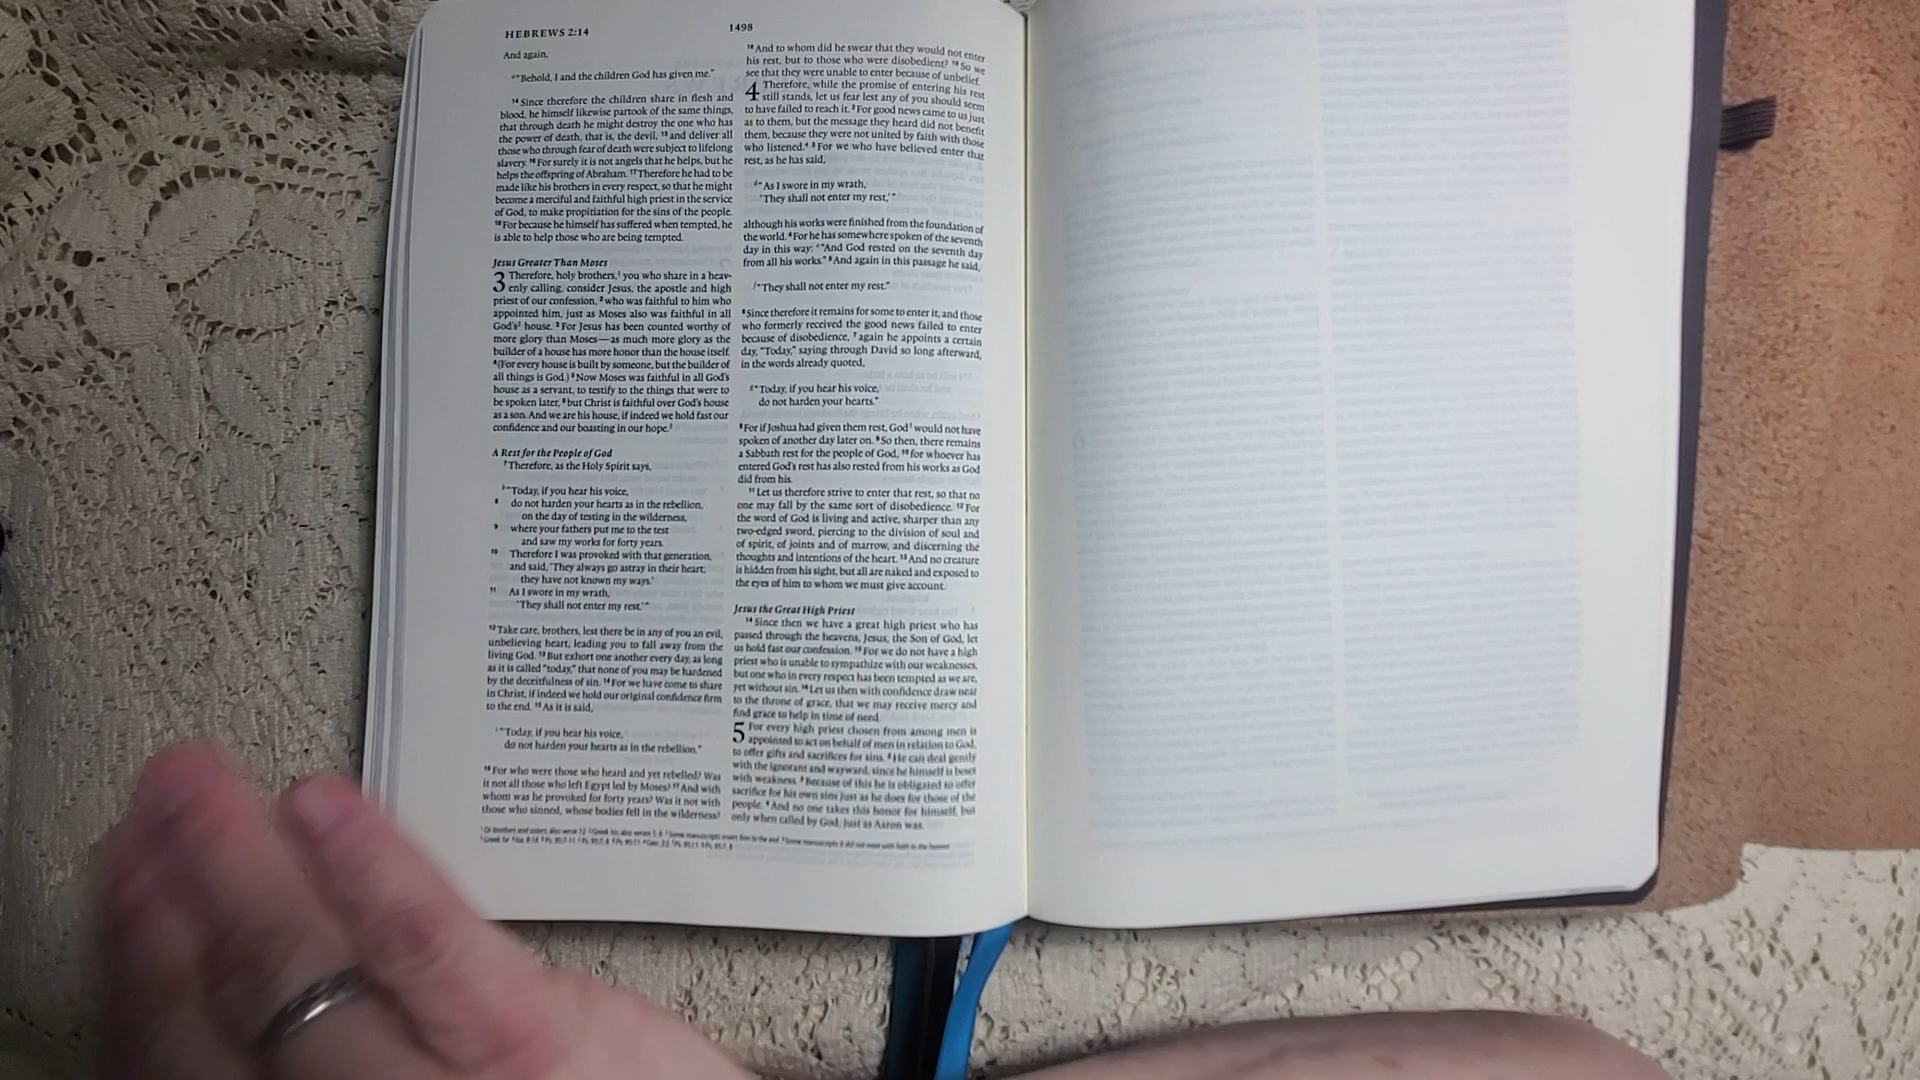 HEBREWS 2:14
1498
And again,
"Behold, I and the children God has given me."
14 Since therefore the children share in flesh and
blood, he himself likewise partook of the same things,
that through death he might destroy the one who has
the power of death, that is, the devil, 15 and deliver all
those who through fear of death were subject to lifelong
slavery. 16 For surely it is not angels that he helps, but he
helps the offspring of Abraham. 17 Therefore he had to be
made like his brothers in every respect, so that he might
become a merciful and faithful high priest in the service
of God, to make propitiation for the sins of the people.
18 For because he himself has suffered when tempted, he
is able to help those who are being tempted.
Jesus Greater Than Moses
3 Therefore, holy brothers,1 you who share in a heav-
enly calling, consider Jesus, the apostle and high
priest of our confession, 2 who was faithful to him who
appointed him, just as Moses also was faithful in all
God's2 house. 3 For Jesus has been counted worthy of
more glory than Moses—as much more glory as the
builder of a house has more honor than the house itself.
4 (For every house is built by someone, but the builder of
all things is God.) 5 Now Moses was faithful in all God's
house as a servant, to testify to the things that were to
be spoken later, 6 but Christ is faithful over God's house
as a son. And we are his house, if indeed we hold fast our
confidence and our boasting in our hope.3
A Rest for the People of God
7 Therefore, as the Holy Spirit says,
b "Today, if you hear his voice,
8 do not harden your hearts as in the rebellion,
on the day of testing in the wilderness,
9 where your fathers put me to the test
and saw my works for forty years.
10 Therefore I was provoked with that generation,
and said, 'They always go astray in their heart;
they have not known my ways.'
11 As I swore in my wrath,
'They shall not enter my rest.'"
12 Take care, brothers, lest there be in any of you an evil,
unbelieving heart, leading you to fall away from the
living God. 13 But exhort one another every day, as long
as it is called "today," that none of you may be hardened
by the deceitfulness of sin. 14 For we have come to share
in Christ, if indeed we hold our original confidence firm
to the end. 15 As it is said,
c "Today, if you hear his voice,
do not harden your hearts as in the rebellion."
16 For who were those who heard and yet rebelled? Was
it not all those who left Egypt led by Moses? 17 And with
whom was he provoked for forty years? Was it not with
those who sinned, whose bodies fell in the wilderness?
18 And to whom did he swear that they would not enter
his rest, but to those who were disobedient? 19 So we
see that they were unable to enter because of unbelief.
4 Therefore, while the promise of entering his rest
still stands, let us fear lest any of you should seem
to have failed to reach it. 2 For good news came to us just
as to them, but the message they heard did not benefit
them, because they were not united by faith with those
who listened.4 3 For we who have believed enter that
rest, as he has said,
d "As I swore in my wrath,
'They shall not enter my rest,'"
although his works were finished from the foundation of
the world. 4 For he has somewhere spoken of the seventh
day in this way: e "And God rested on the seventh day
from all his works." 5 And again in this passage he said,
f "They shall not enter my rest."
6 Since therefore it remains for some to enter it, and those
who formerly received the good news failed to enter
because of disobedience, 7 again he appoints a certain
day, "Today," saying through David so long afterward,
in the words already quoted,
g "Today, if you hear his voice,
do not harden your hearts."
8 For if Joshua had given them rest, God1 would not have
spoken of another day later on. 9 So then, there remains
a Sabbath rest for the people of God, 10 for whoever has
entered God's rest has also rested from his works as God
did from his.
11 Let us therefore strive to enter that rest, so that no
one may fall by the same sort of disobedience. 12 For
the word of God is living and active, sharper than any
two-edged sword, piercing to the division of soul and
of spirit, of joints and of marrow, and discerning the
thoughts and intentions of the heart. 13 And no creature
is hidden from his sight, but all are naked and exposed to
the eyes of him to whom we must give account.
Jesus the Great High Priest
14 Since then we have a great high priest who has
passed through the heavens, Jesus, the Son of God, let
us hold fast our confession. 15 For we do not have a high
priest who is unable to sympathize with our weaknesses,
but one who in every respect has been tempted as we are,
yet without sin. 16 Let us then with confidence draw near
to the throne of grace, that we may receive mercy and
find grace to help in time of need.
5 For every high priest chosen from among men is
appointed to act on behalf of men in relation to God,
to offer gifts and sacrifices for sins. 2 He can deal gently
with the ignorant and wayward, since he himself is beset
with weakness. 3 Because of this he is obligated to offer
sacrifice for his own sins just as he does for those of the
people. 4 And no one takes this honor for himself, but
only when called by God, just as Aaron was.
1 Or brothers and sisters; also verse 12 2 Greek his; also verses 5, 6 3 Some manuscripts insert firm to the end 4 Some manuscripts it did not meet with faith in the hearers